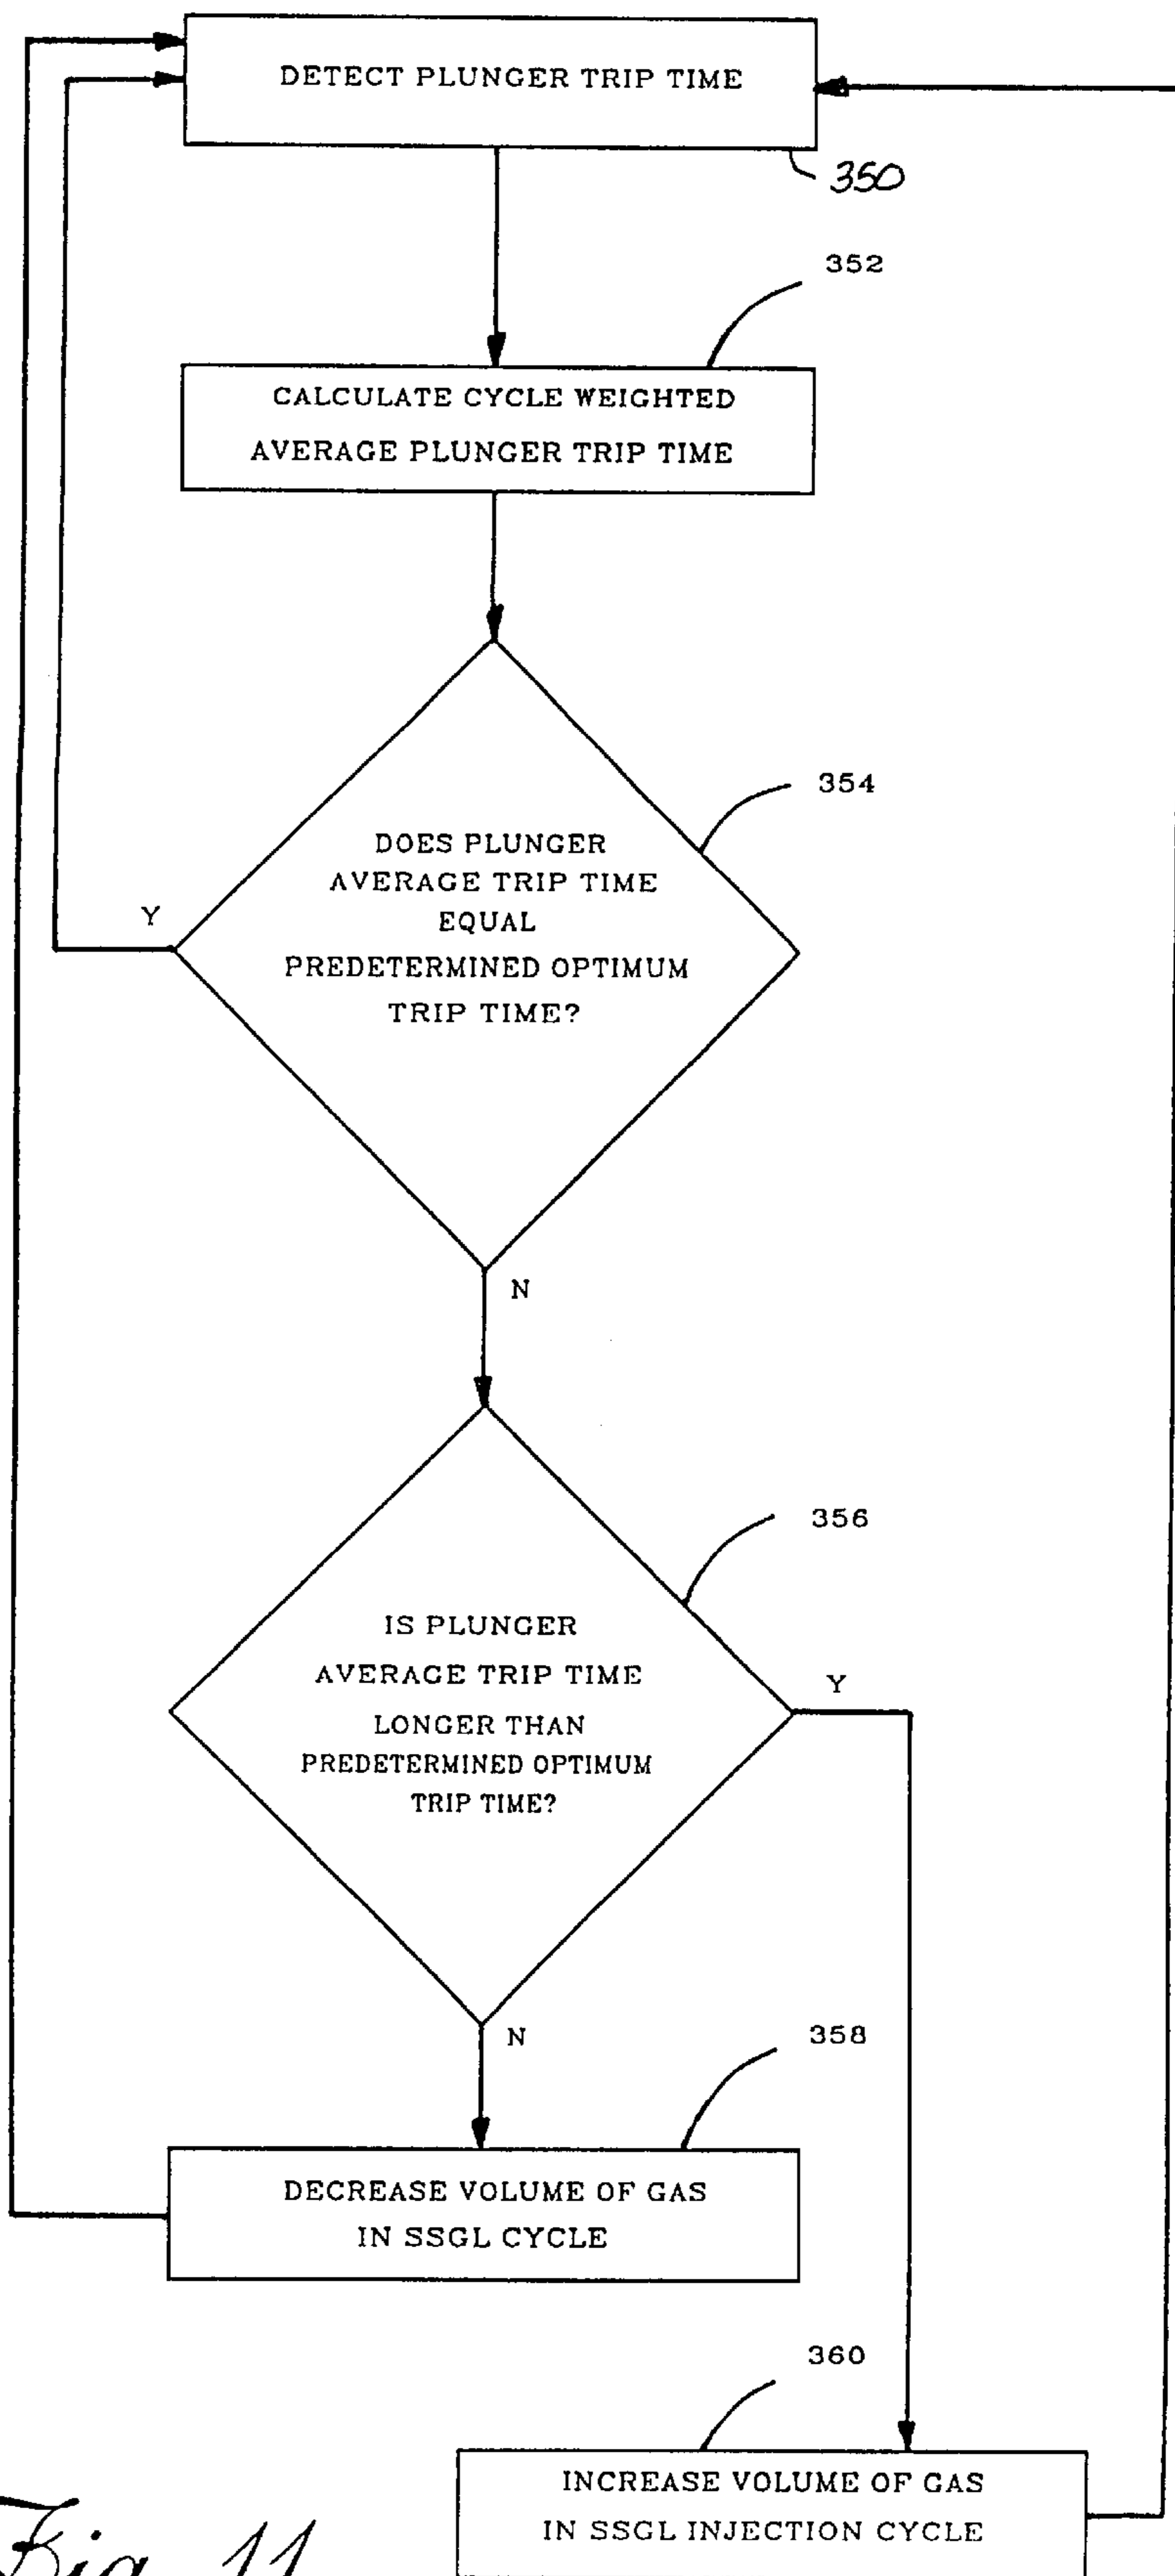 DETECT PLUNGER TRIP TIME
350
352
CALCULATE CYCLE WEIGHTED
AVERAGE PLUNGER TRIP TIME
354
DOES PLUNGER
AVERAGE TRIP TIME
EQUAL
PREDETERMINED OPTIMUM
TRIP TIME?
Y
N
356
IS PLUNGER
AVERAGE TRIP TIME
LONGER THAN
PREDETERMINED OPTIMUM
TRIP TIME?
Y
N
358
DECREASE VOLUME OF GAS
IN SSGL CYCLE
360
INCREASE VOLUME OF GAS
IN SSGL INJECTION CYCLE
Fig. 11